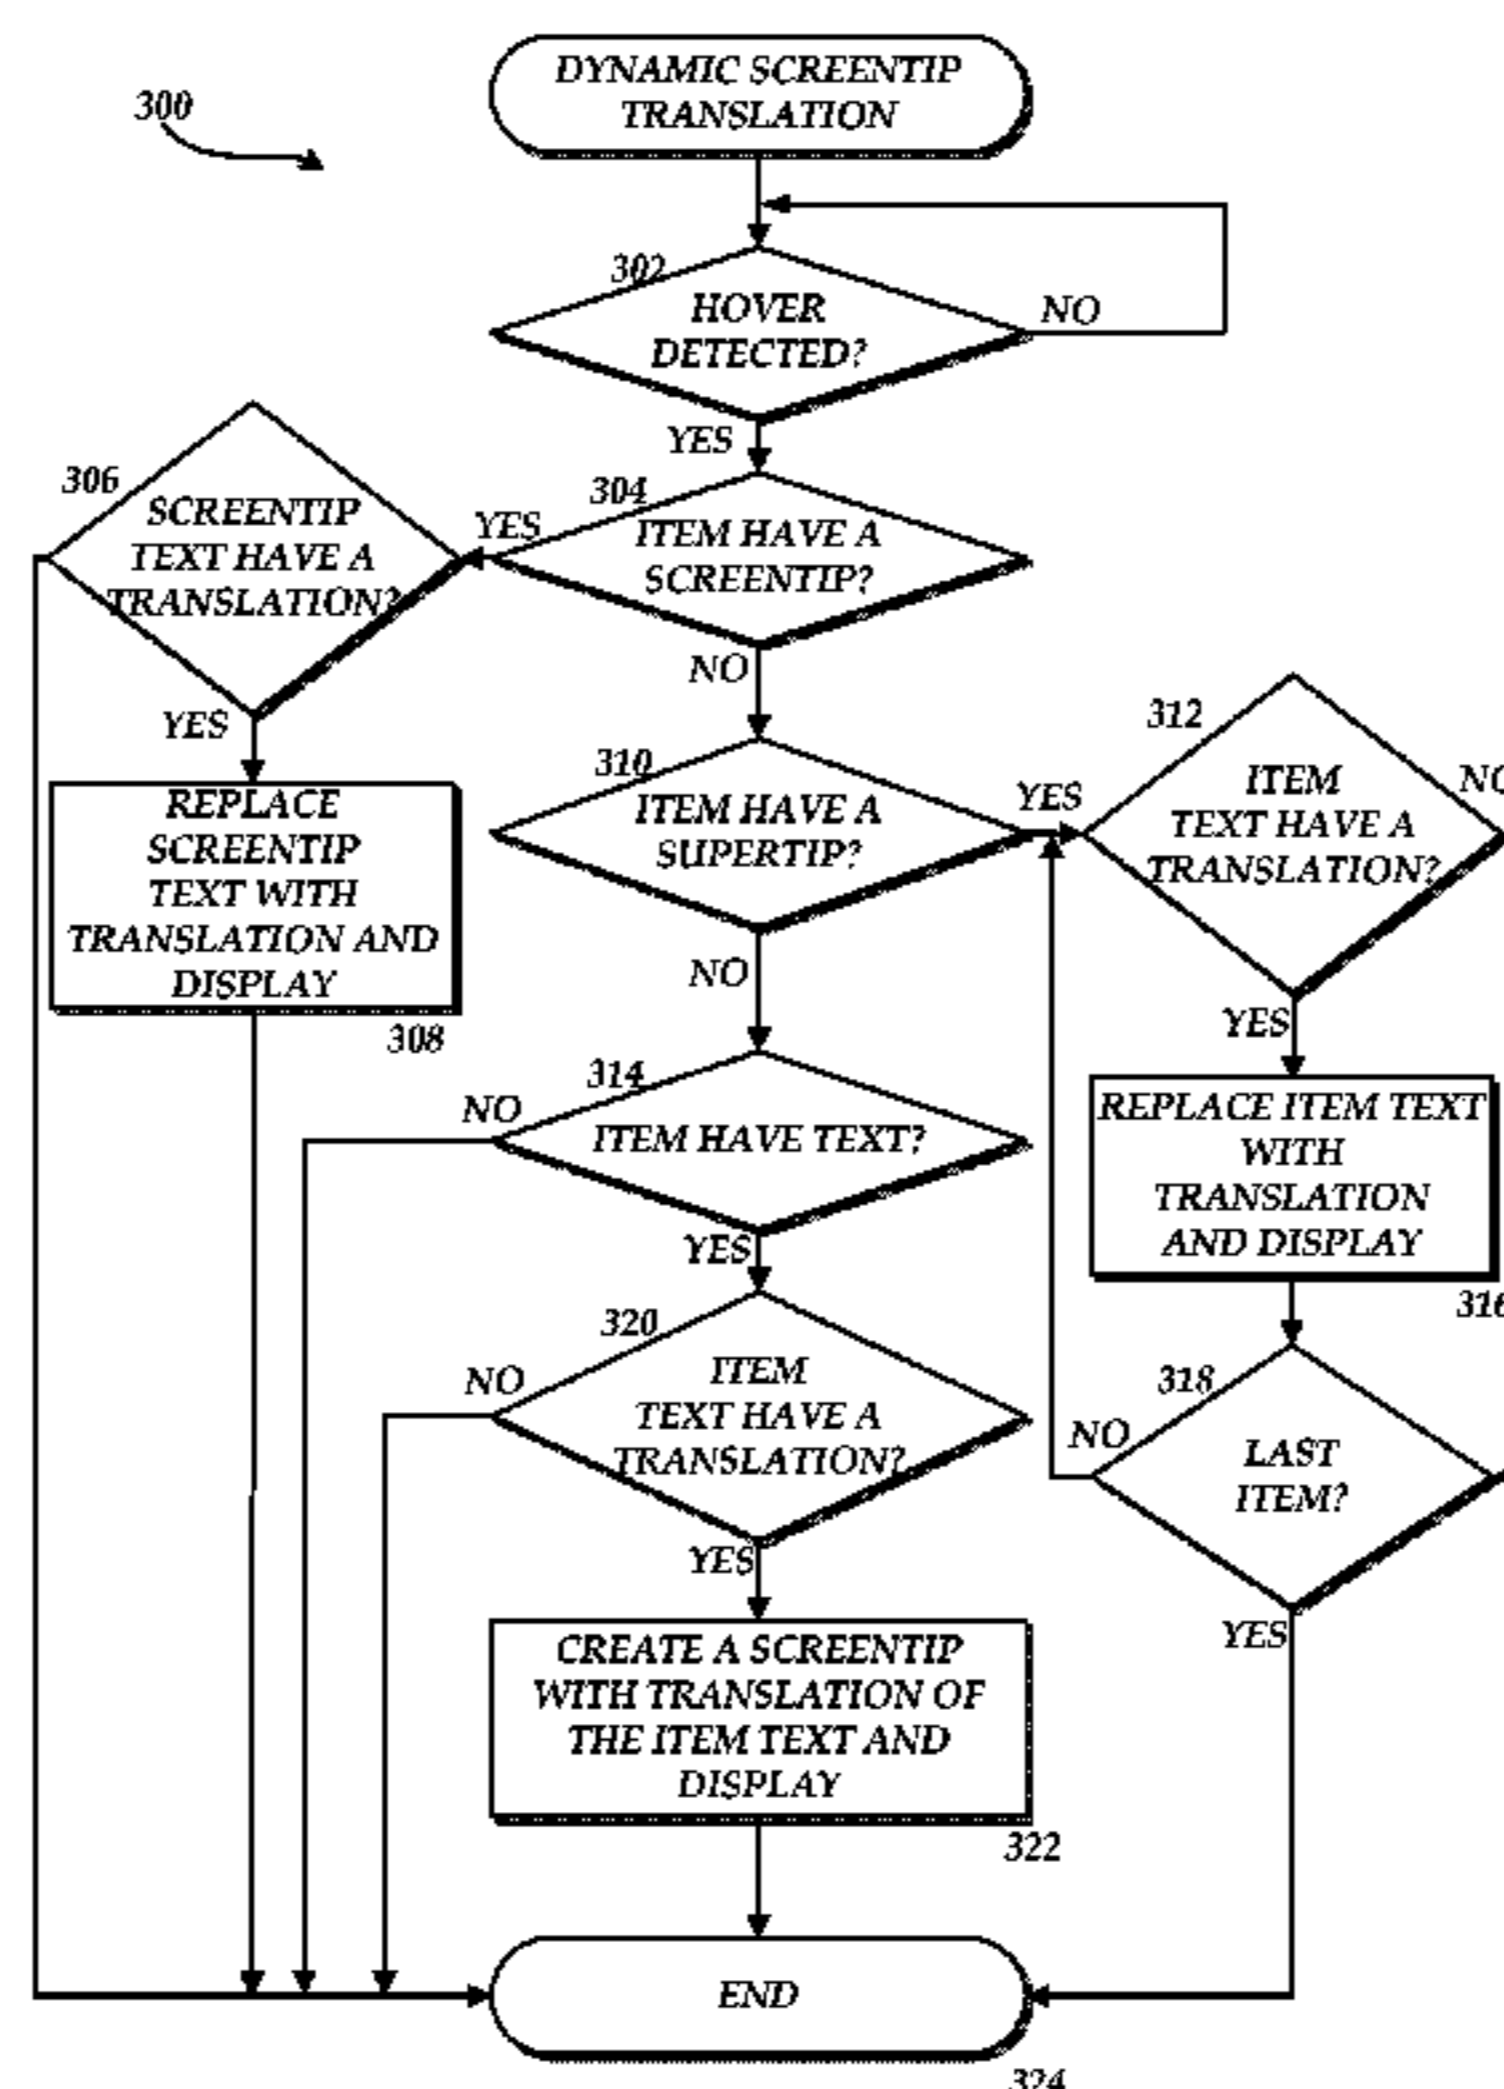 DYNAMIC SCREENTIP
TRANSLATION
300
302
HOVER
DETECTED?
NO
YES
304
ITEM HAVE A
SCREENTIP?
YES
NO
306
SCREENTIP
TEXT HAVE A
TRANSLATION?
YES
REPLACE
SCREENTIP
TEXT WITH
TRANSLATION AND
DISPLAY
308
310
ITEM HAVE A
SUPERTIP?
YES
NO
312
ITEM
TEXT HAVE A
TRANSLATION?
NO
YES
REPLACE ITEM TEXT
WITH
TRANSLATION
AND DISPLAY
316
318
LAST
ITEM?
NO
YES
314
ITEM HAVE TEXT?
NO
YES
320
ITEM
TEXT HAVE A
TRANSLATION?
NO
YES
CREATE A SCREENTIP
WITH TRANSLATION OF
THE ITEM TEXT AND
DISPLAY
322
END
324